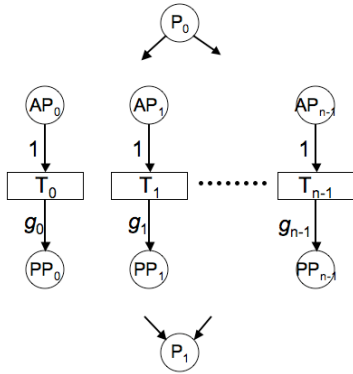 P₀
AP₀ AP₁ APₙ₋₁
1 1 1
T₀ T₁ Tₙ₋₁
g₀ g₁ gₙ₋₁
PP₀ PP₁ PPₙ₋₁
P₁